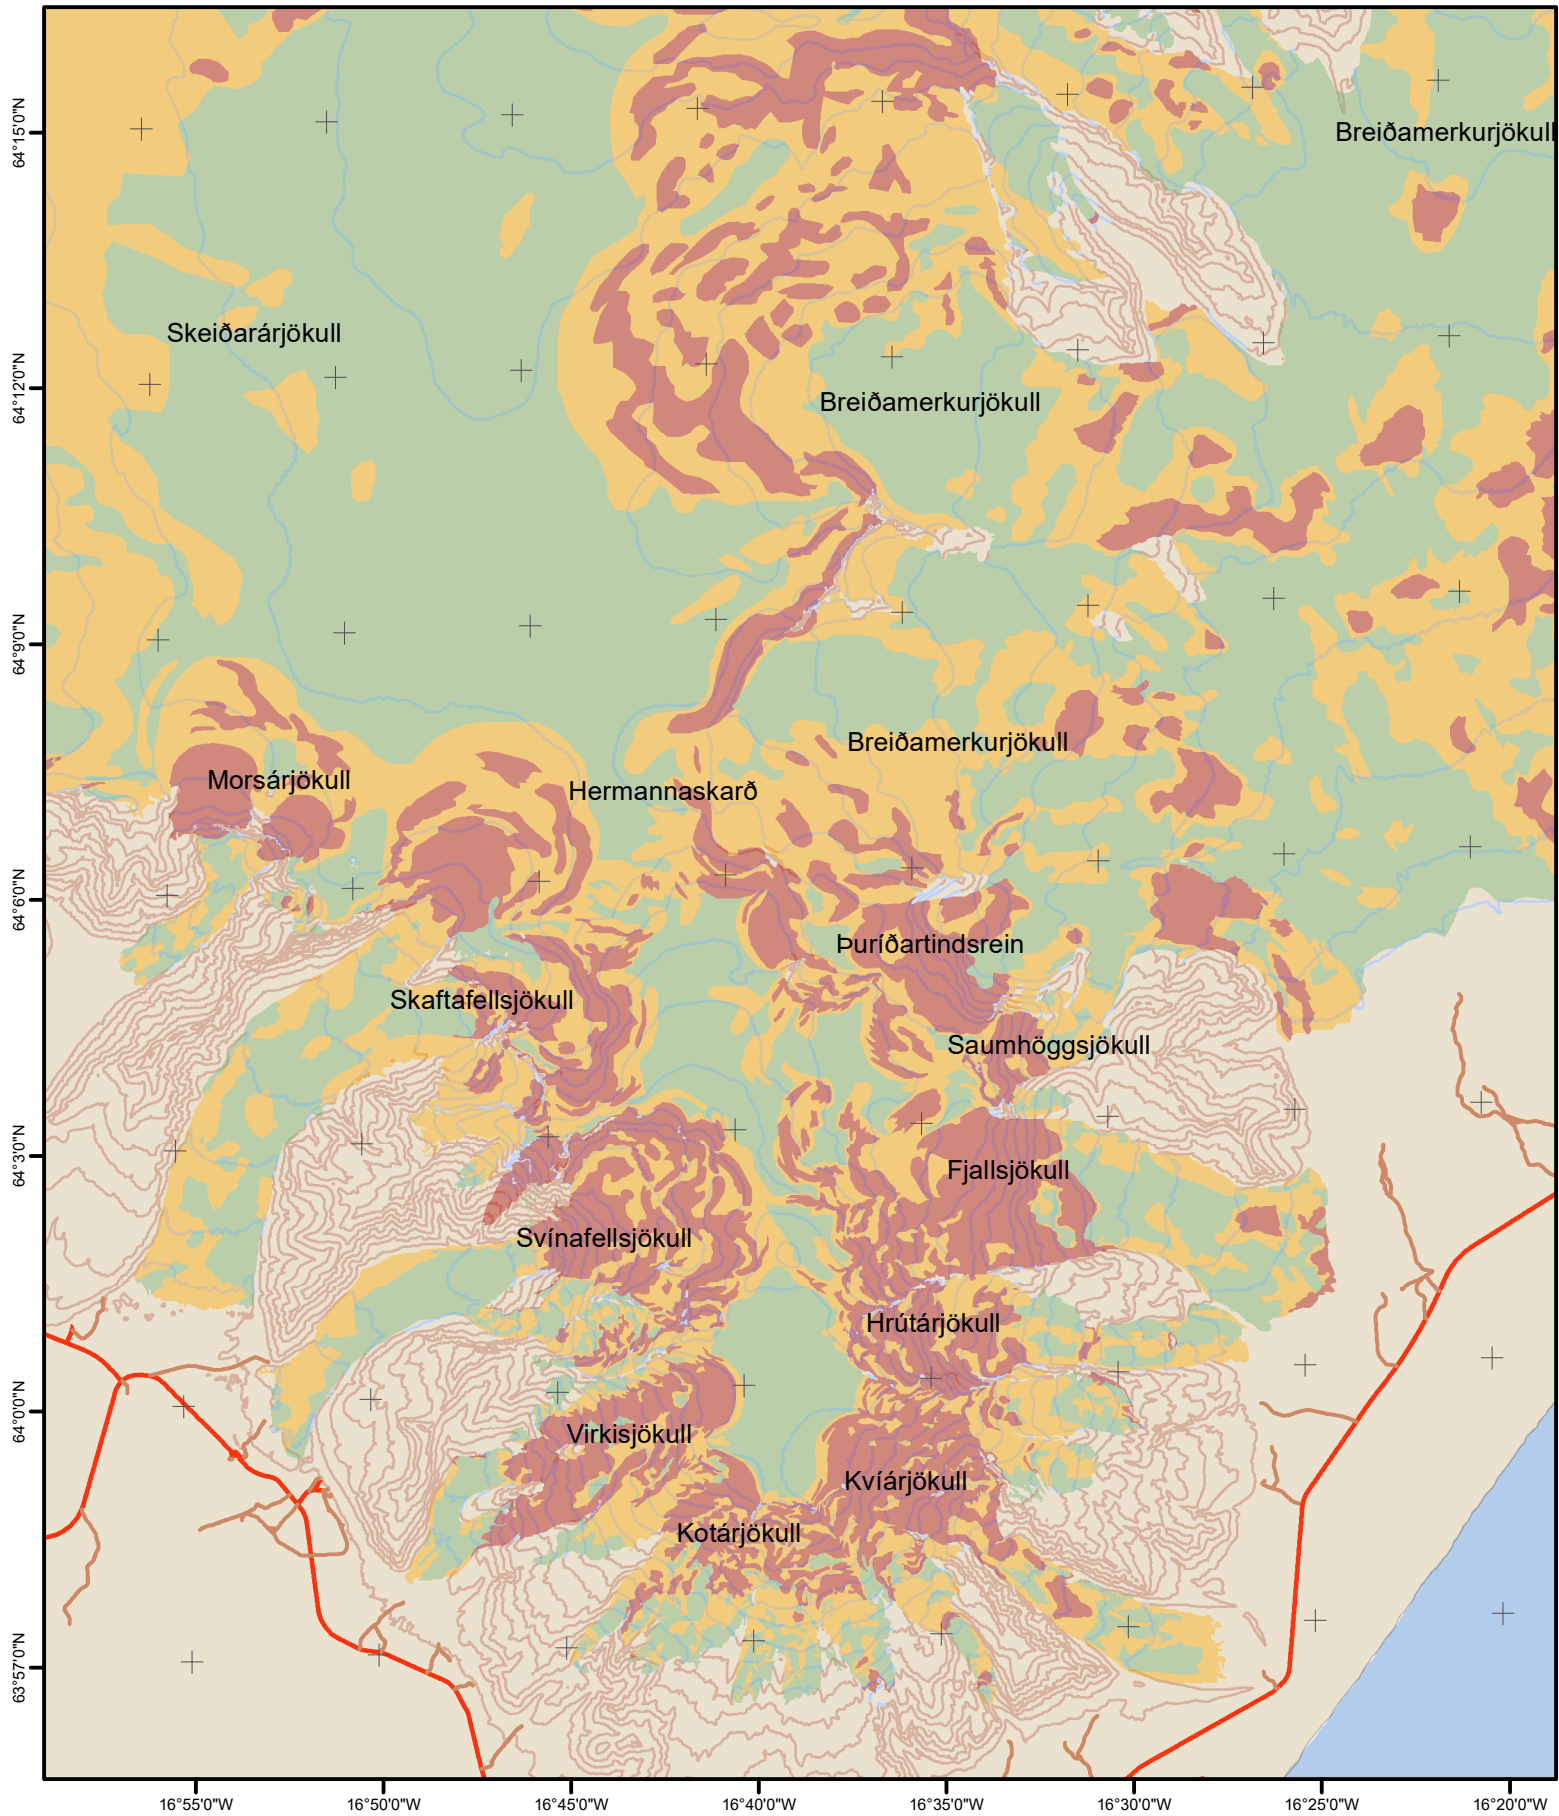 64°15'0"N
Breiðamerkurjökull
Skeiðarárjökull
64°12'0"N
Breiðamerkurjökull
64°9'0"N
Breiðamerkurjökull
Morsárjökull
Hermannaskarð
64°6'0"N
Þuríðartindsrein
Skaftafellsjökull
Saumhöggsjökull
64°3'0"N
Fjallsjökull
Svínafellsjökull
Hrútárjökull
64°0'0"N
Virkisjökull
Kvíárjökull
Kotárjökull
63°57'0"N
16°55'0"W 16°50'0"W 16°45'0"W 16°40'0"W 16°35'0"W 16°30'0"W 16°25'0"W 16°20'0"W